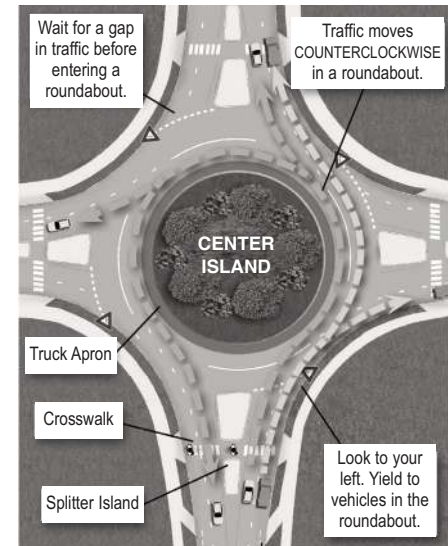 Wait for a gap
in traffic before
entering a
roundabout.
Traffic moves
COUNTERCLOCKWISE
in a roundabout.
CENTER
ISLAND
Truck Apron
Crosswalk
Splitter Island
Look to your
left. Yield to
vehicles in the
roundabout.